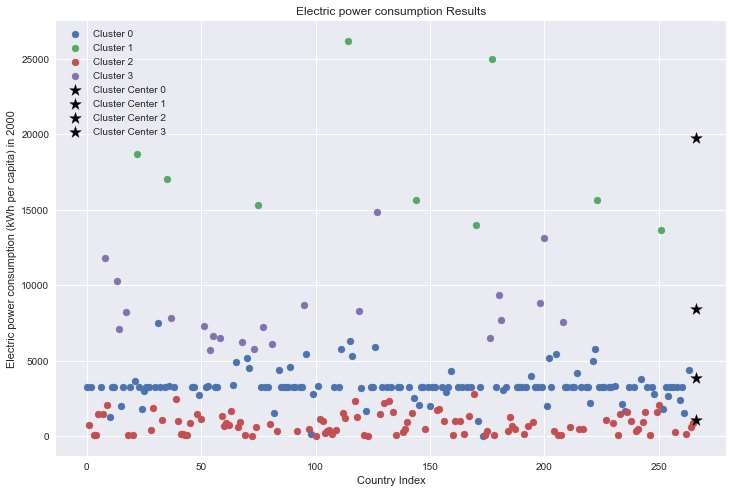 Electric power consumption Results
Cluster 0
Cluster 1
Cluster 2
Cluster 3
Cluster Center 0
Cluster Center 1
Cluster Center 2
Cluster Center 3
25000
20000
15000
10000
5000
0
Electric power consumption (kWh per capita) in 2000
0 50 100 150 200 250
Country Index